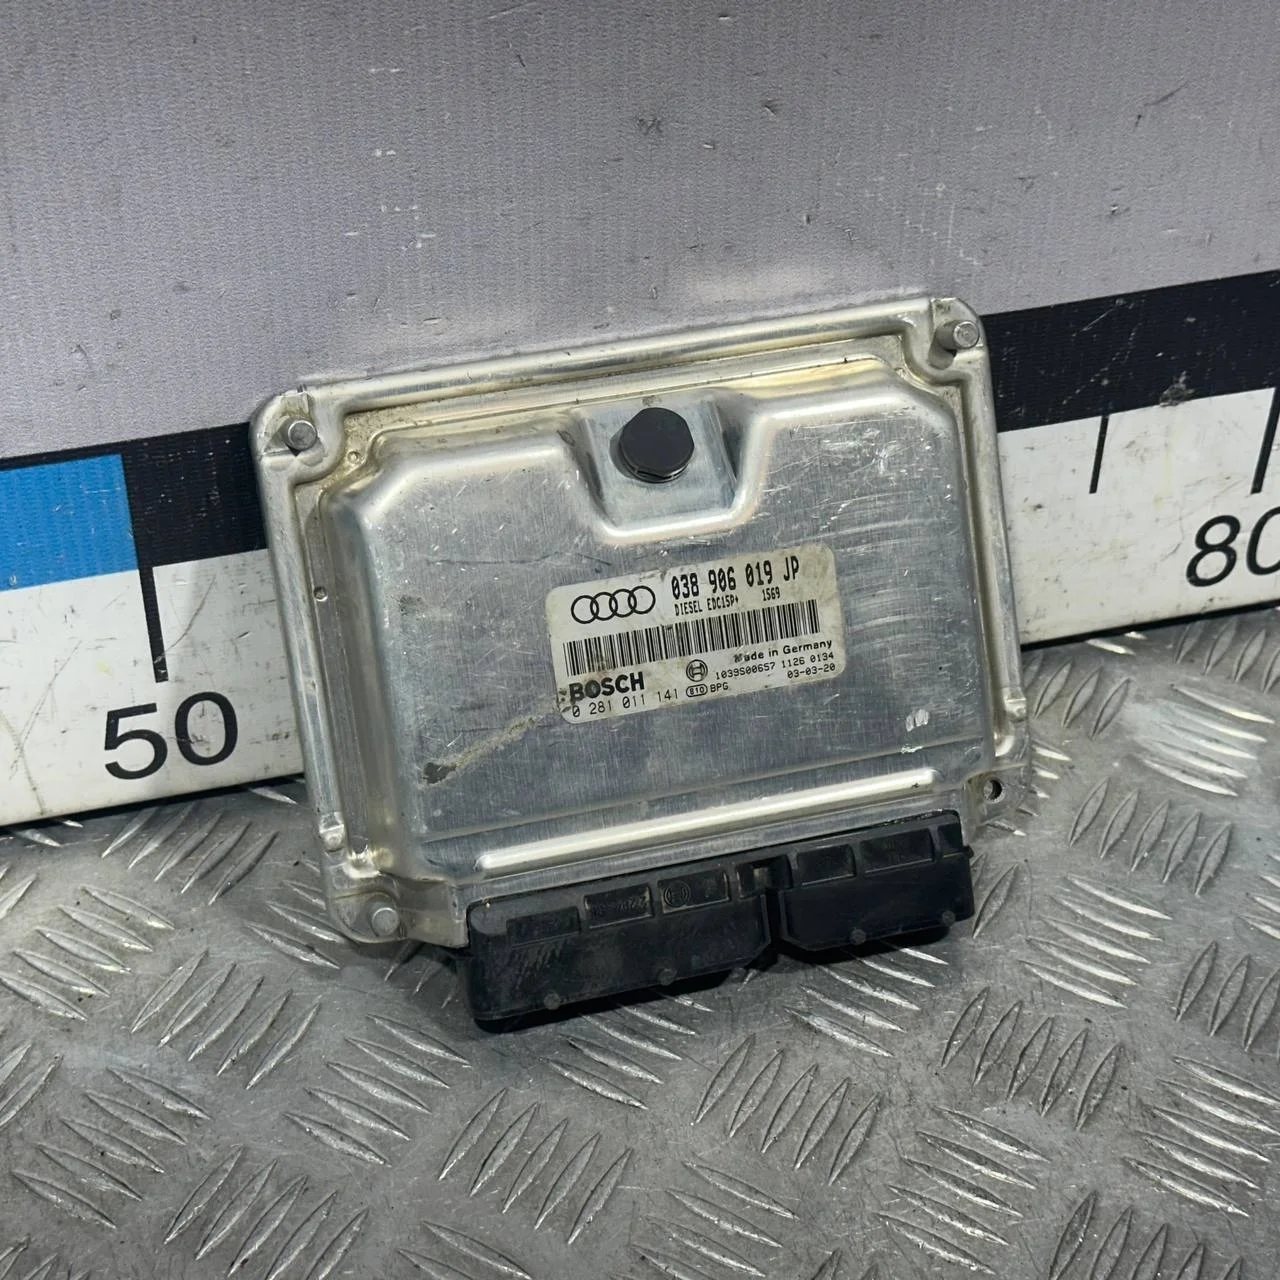 038 906 019 JP
DIESEL EDC15P+ 1569
Made in Germany
BOSCH
1039S00657 1126 0134
0 281 011 141 810 BPG 03-03-20
50
80